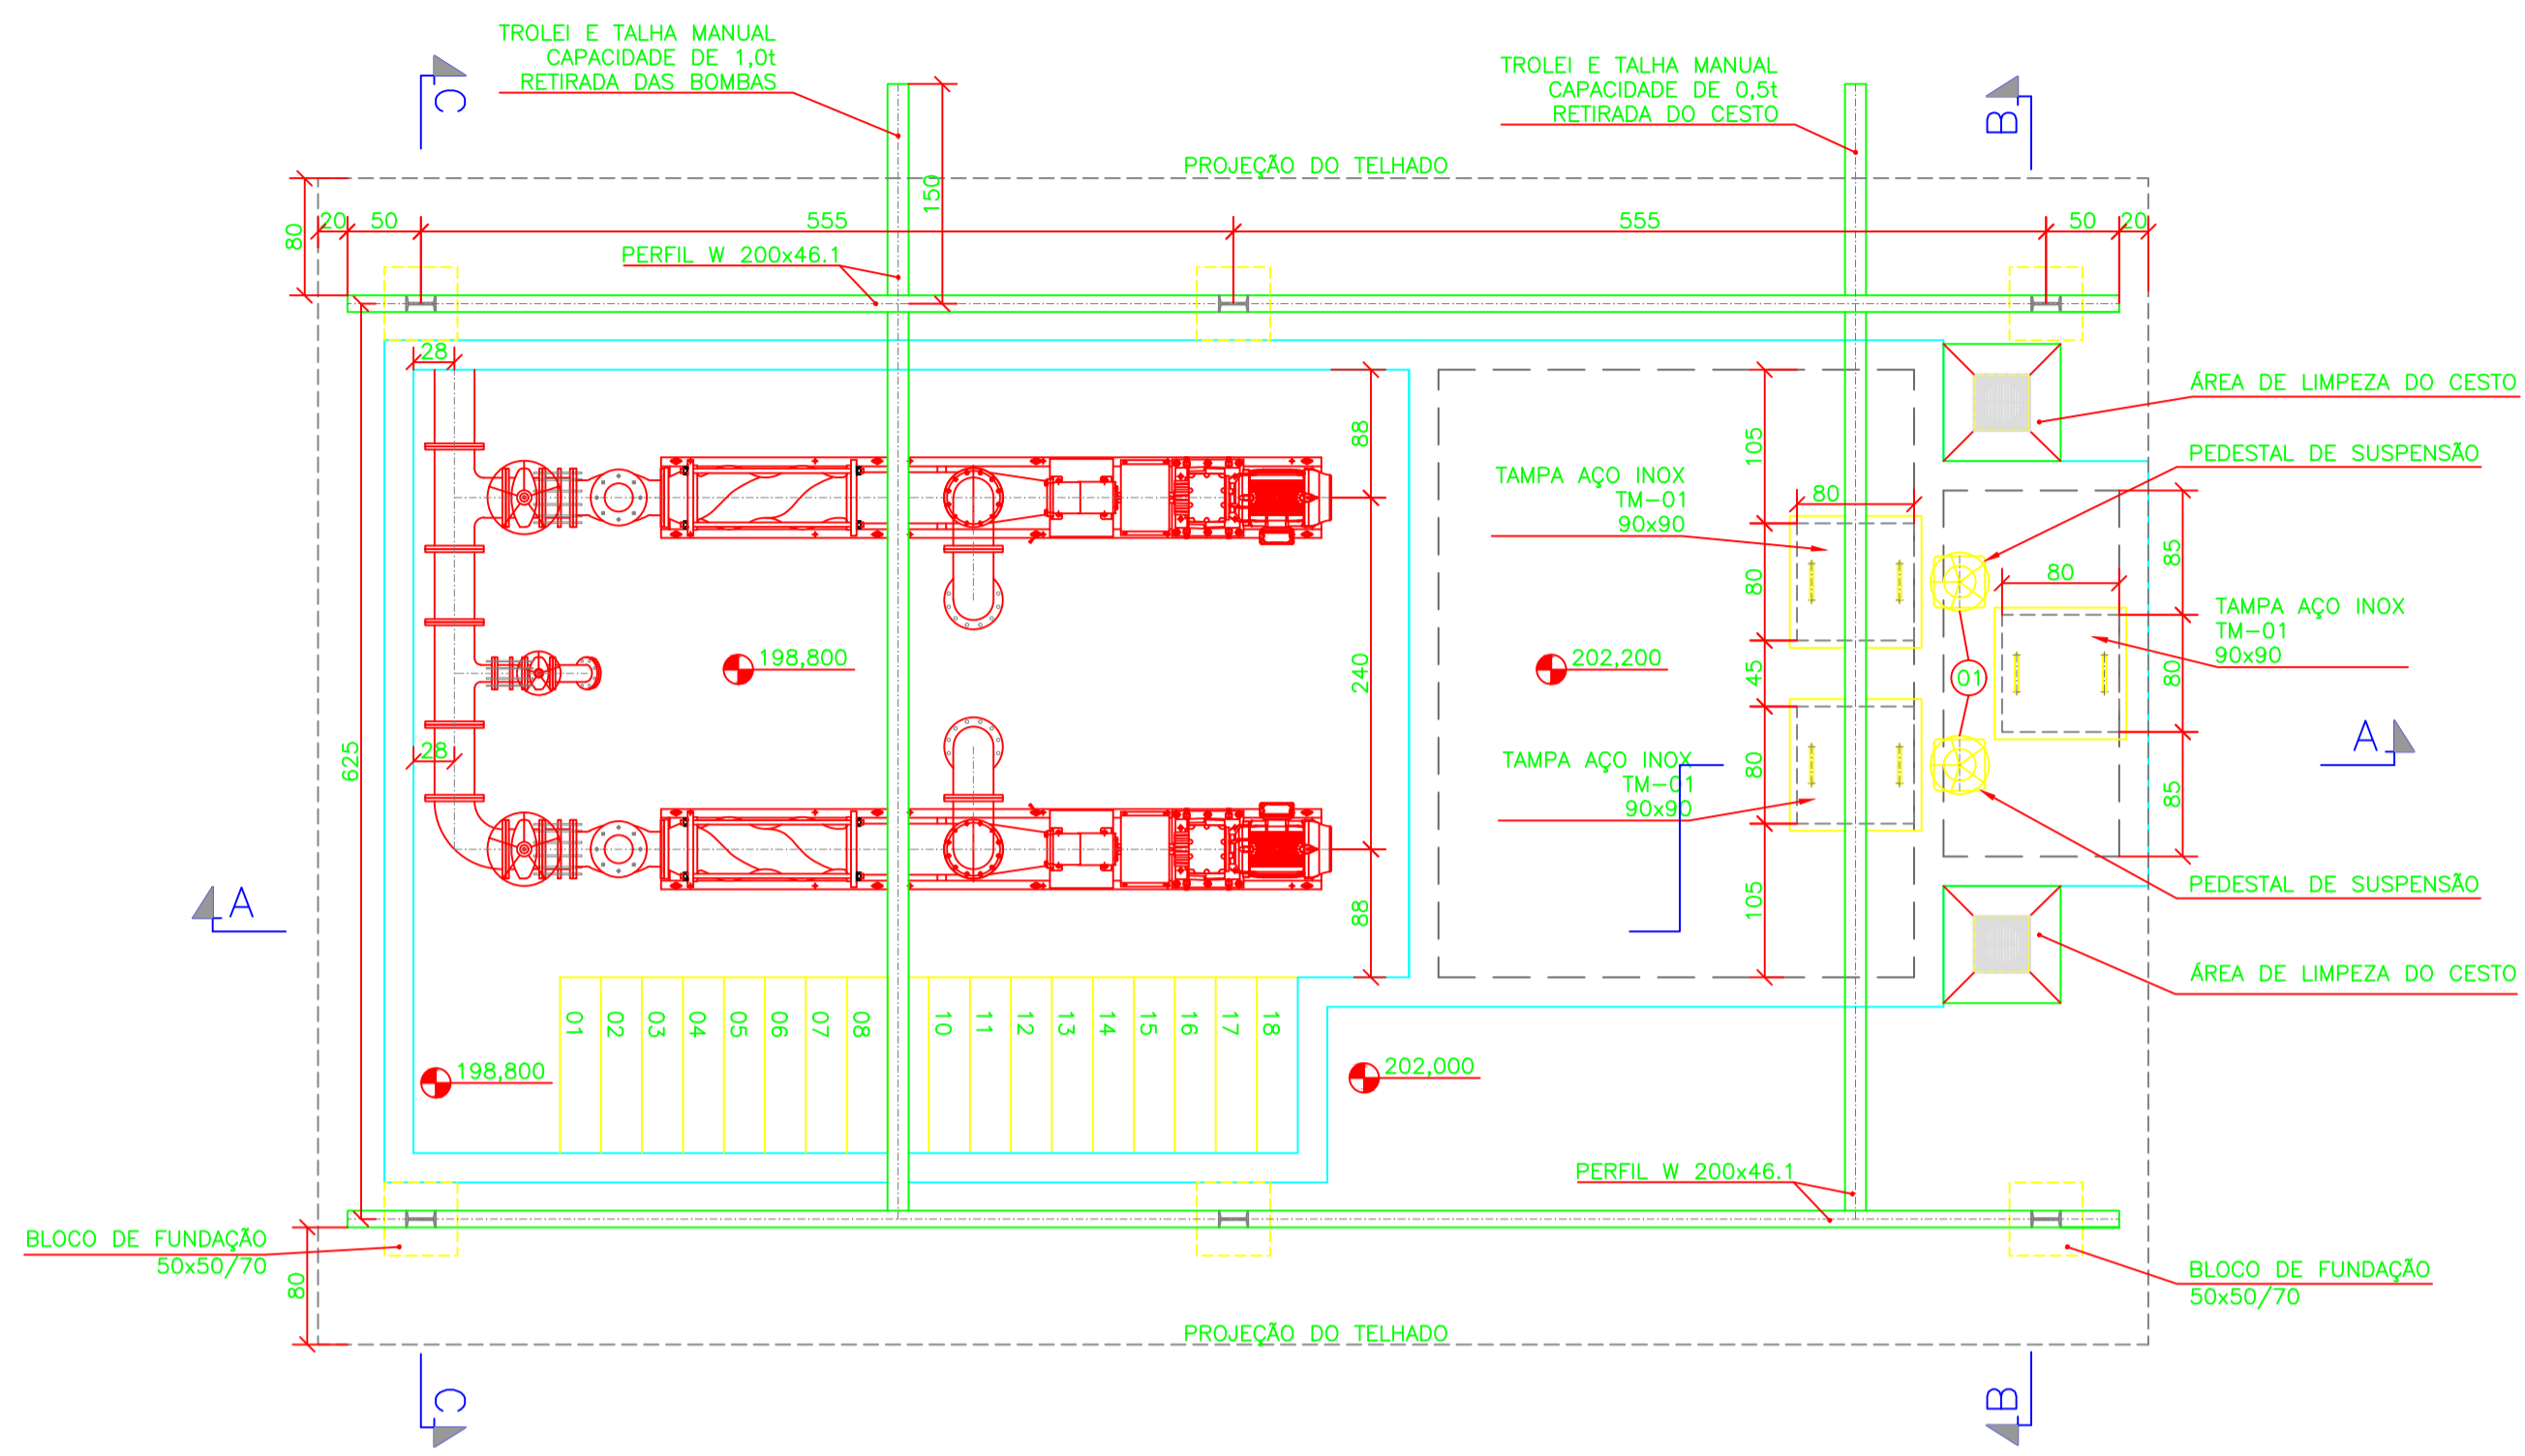 TROLEI E TALHA MANUAL
CAPACIDADE DE 1,0t
RETIRADA DAS BOMBAS
TROLEI E TALHA MANUAL
CAPACIDADE DE 0,5t
RETIRADA DO CESTO
C
B
PROJEÇÃO DO TELHADO
150
80
20
50
555
555
50
20
PERFIL W 200x46.1
28
88
105
ÁREA DE LIMPEZA DO CESTO
PEDESTAL DE SUSPENSÃO
TAMPA AÇO INOX
TM-01
90x90
80
85
80
80
TAMPA AÇO INOX
TM-01
90x90
198,800
202,200
240
45
01
80
625
28
A
TAMPA AÇO INOX
TM-01
90x90
80
85
PEDESTAL DE SUSPENSÃO
A
88
105
ÁREA DE LIMPEZA DO CESTO
01
02
03
04
05
06
07
08
10
11
12
13
14
15
16
17
18
198,800
202,000
PERFIL W 200x46.1
BLOCO DE FUNDAÇÃO
50x50/70
80
BLOCO DE FUNDAÇÃO
50x50/70
PROJEÇÃO DO TELHADO
C
B